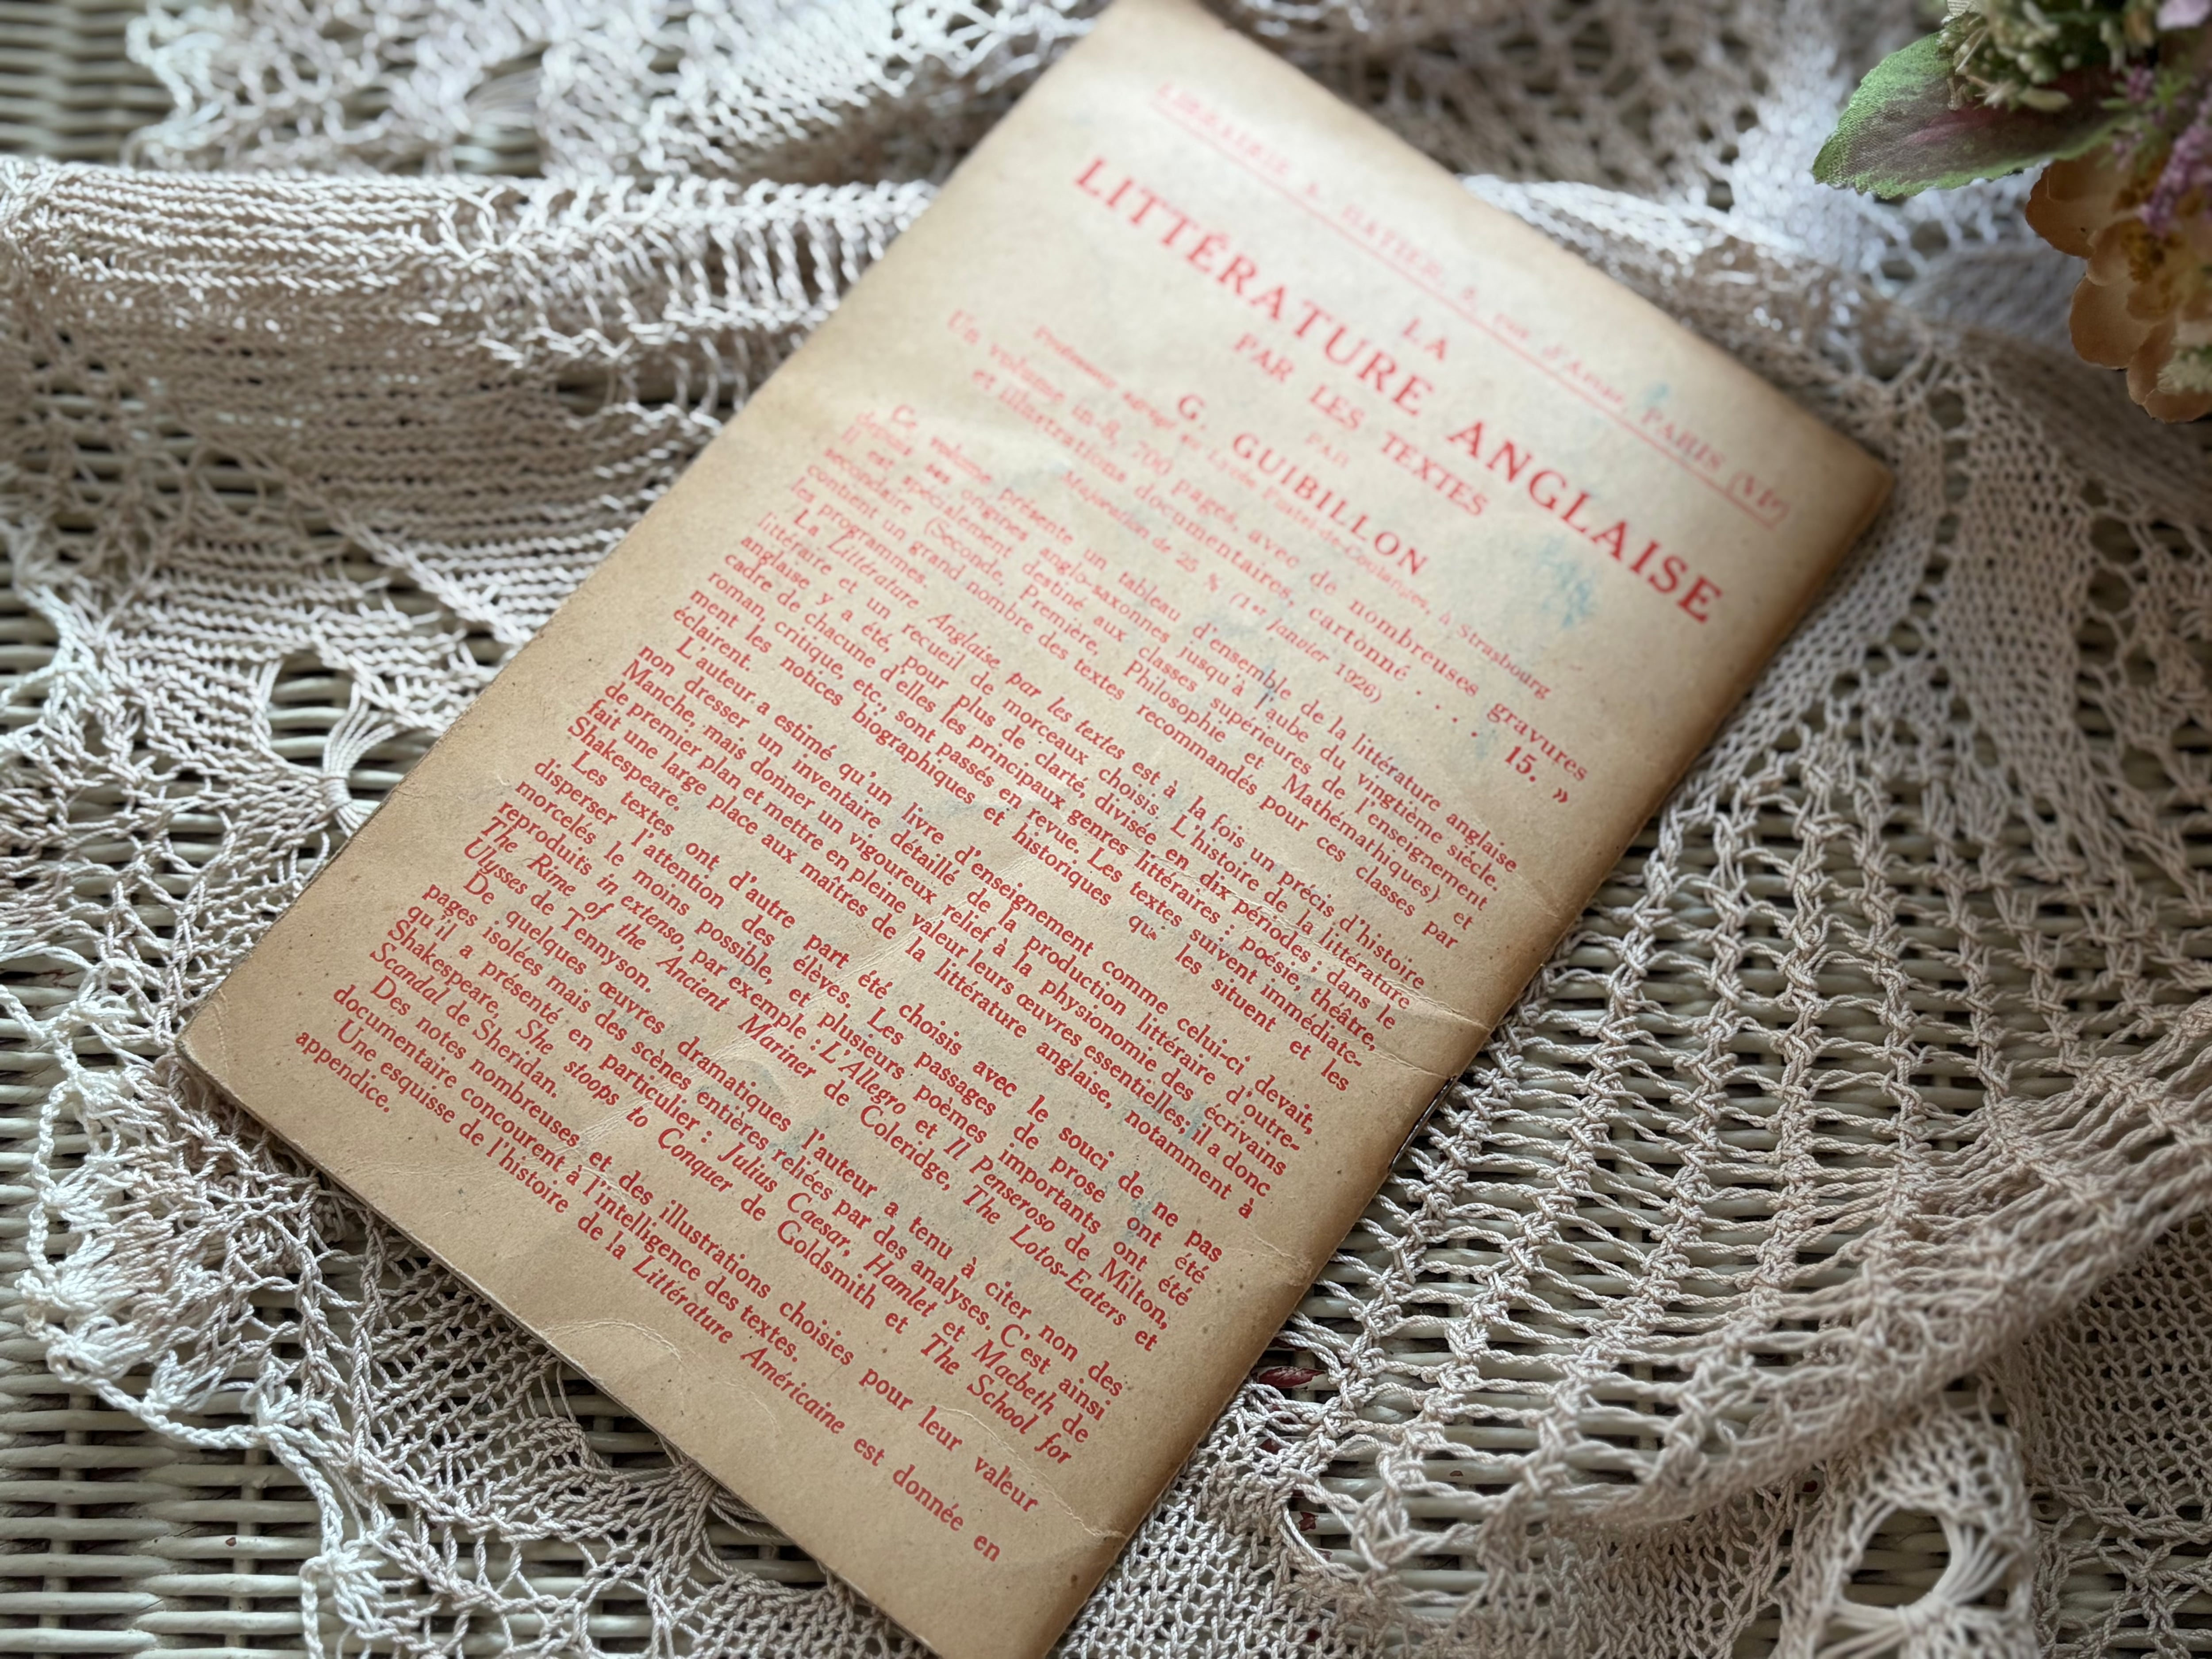 LIBRAIRIE A. HATIER, 8, rue d'Assas, PARIS (VIe)
LA
LITTÉRATURE ANGLAISE
PAR LES TEXTES
PAR
G. GUIBILLON
Professeur agrégé au Lycée Fustel-de-Coulanges, à Strasbourg
Un volume in-8, 700 pages, avec de nombreuses gravures
et illustrations documentaires, cartonné . . . 15. »
Majoration de 25 % (1er Janvier 1926)
Ce volume présente un tableau d'ensemble de la littérature anglaise
depuis ses origines anglo-saxonnes jusqu'à l'aube du vingtième siècle.
Il est spécialement destiné aux classes supérieures de l'enseignement
secondaire (Seconde, Première, Philosophie et Mathémathiques) et
contient un grand nombre des textes recommandés pour ces classes par
les programmes.
La Littérature Anglaise par les textes est à la fois un précis d'histoire
littéraire et un recueil de morceaux choisis. L'histoire de la littérature
anglaise y a été, pour plus de clarté, divisée en dix périodes ; dans le
cadre de chacune d'elles les principaux genres littéraires : poésie, théâtre,
roman, critique, etc., sont passés en revue. Les textes suivent immédiate-
ment les notices biographiques et historiques qui les situent et les
éclairent.
L'auteur a estimé qu'un livre d'enseignement comme celui-ci devait,
non dresser un inventaire détaillé de la production littéraire d'outre-
Manche, mais donner un vigoureux relief à la physionomie des écrivains
de premier plan et mettre en pleine valeur leurs œuvres essentielles; il a donc
fait une large place aux maîtres de la littérature anglaise, notamment à
Shakespeare.
Les textes ont d'autre part été choisis avec le souci de ne pas
disperser l'attention des élèves. Les passages de prose ont été
morcelés le moins possible, et plusieurs poèmes importants ont été
reproduits in extenso, par exemple : L'Allegro et Il Penseroso de Milton,
The Rime of the Ancient Mariner de Coleridge, The Lotos-Eaters et
Ulysses de Tennyson.
De quelques œuvres dramatiques l'auteur a tenu à citer non des
pages isolées mais des scènes entières reliées par des analyses. C'est ainsi
qu'il a présenté en particulier : Julius Caesar, Hamlet et Macbeth de
Shakespeare, She stoops to Conquer de Goldsmith et The School for
Scandal de Sheridan.
Des notes nombreuses et des illustrations choisies pour leur valeur
documentaire concourent à l'intelligence des textes.
Une esquisse de l'histoire de la Littérature Américaine est donnée en
appendice.